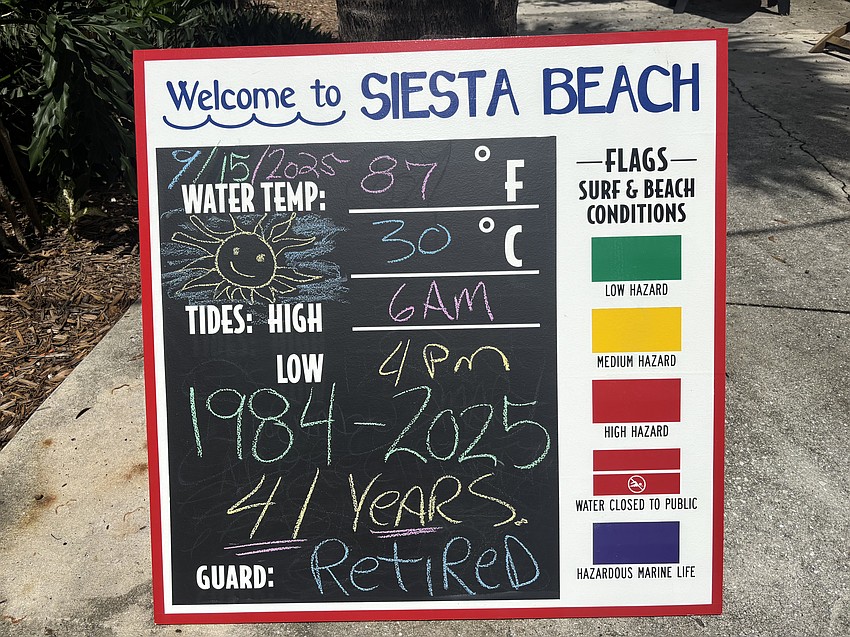 Welcome to SIESTA BEACH
9/15/2025
WATER TEMP: 87 °F
30 °C
TIDES: HIGH 6AM
LOW 4pm
1984-2025
41 YeARS.
GUARD: RetiReD
FLAGS
SURF & BEACH
CONDITIONS
LOW HAZARD
MEDIUM HAZARD
HIGH HAZARD
WATER CLOSED TO PUBLIC
HAZARDOUS MARINE LIFE